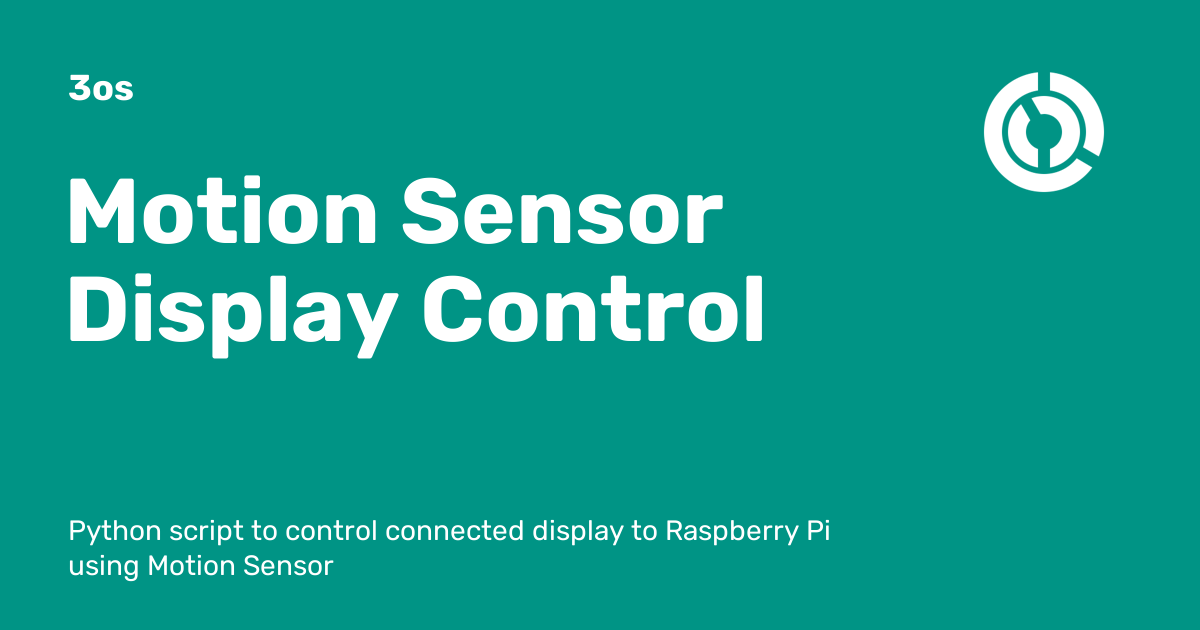 3os
Motion Sensor
Display Control
Python script to control connected display to Raspberry Pi
using Motion Sensor